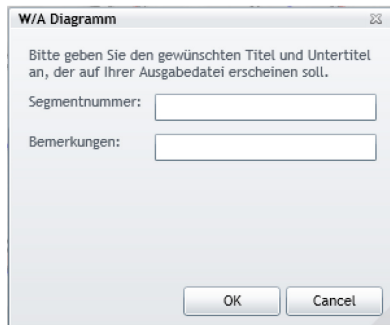 W/A Diagramm
Bitte geben Sie den gewünschten Titel und Untertitel
an, der auf Ihrer Ausgabedatei erscheinen soll.
Segmentnummer:
Bemerkungen:
OK Cancel